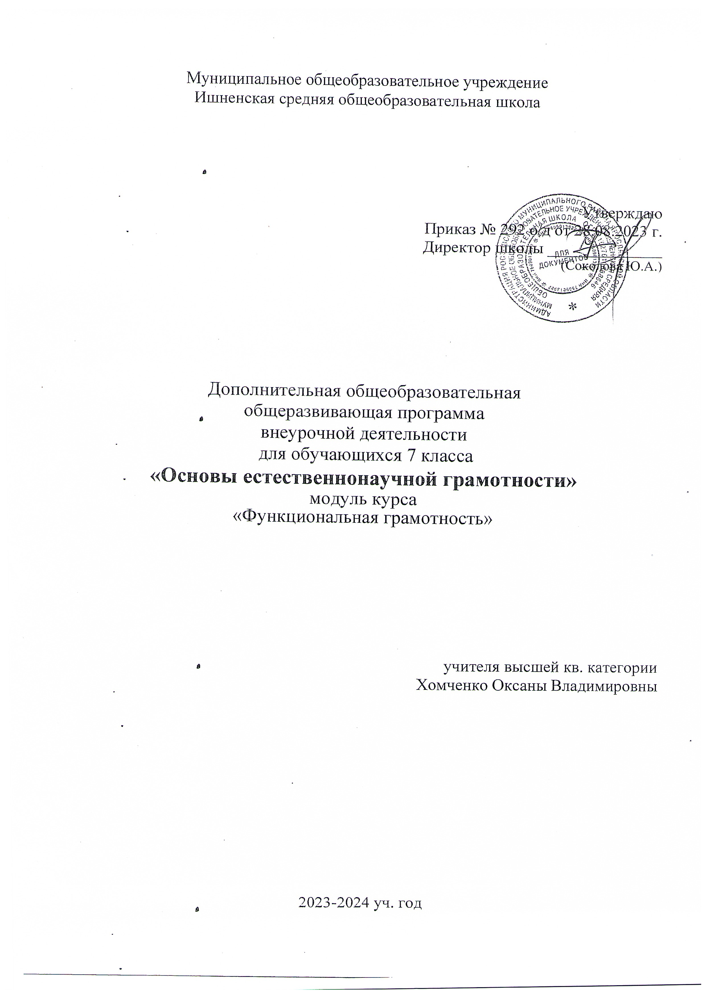 Муниципальное общеобразовательное учреждение
Ишненская средняя общеобразовательная школа
Утверждаю
Приказ № 292 о/д от 28.08.2023 г.
Директор школы
(Соколова Ю.А.)
ДЛЯ
ДОКУМЕНТОВ
Дополнительная общеобразовательная
общеразвивающая программа
внеурочной деятельности
для обучающихся 7 класса
«Основы естественнонаучной грамотности»
модуль курса
«Функциональная грамотность»
учителя высшей кв. категории
Хомченко Оксаны Владимировны
2023-2024 уч. год